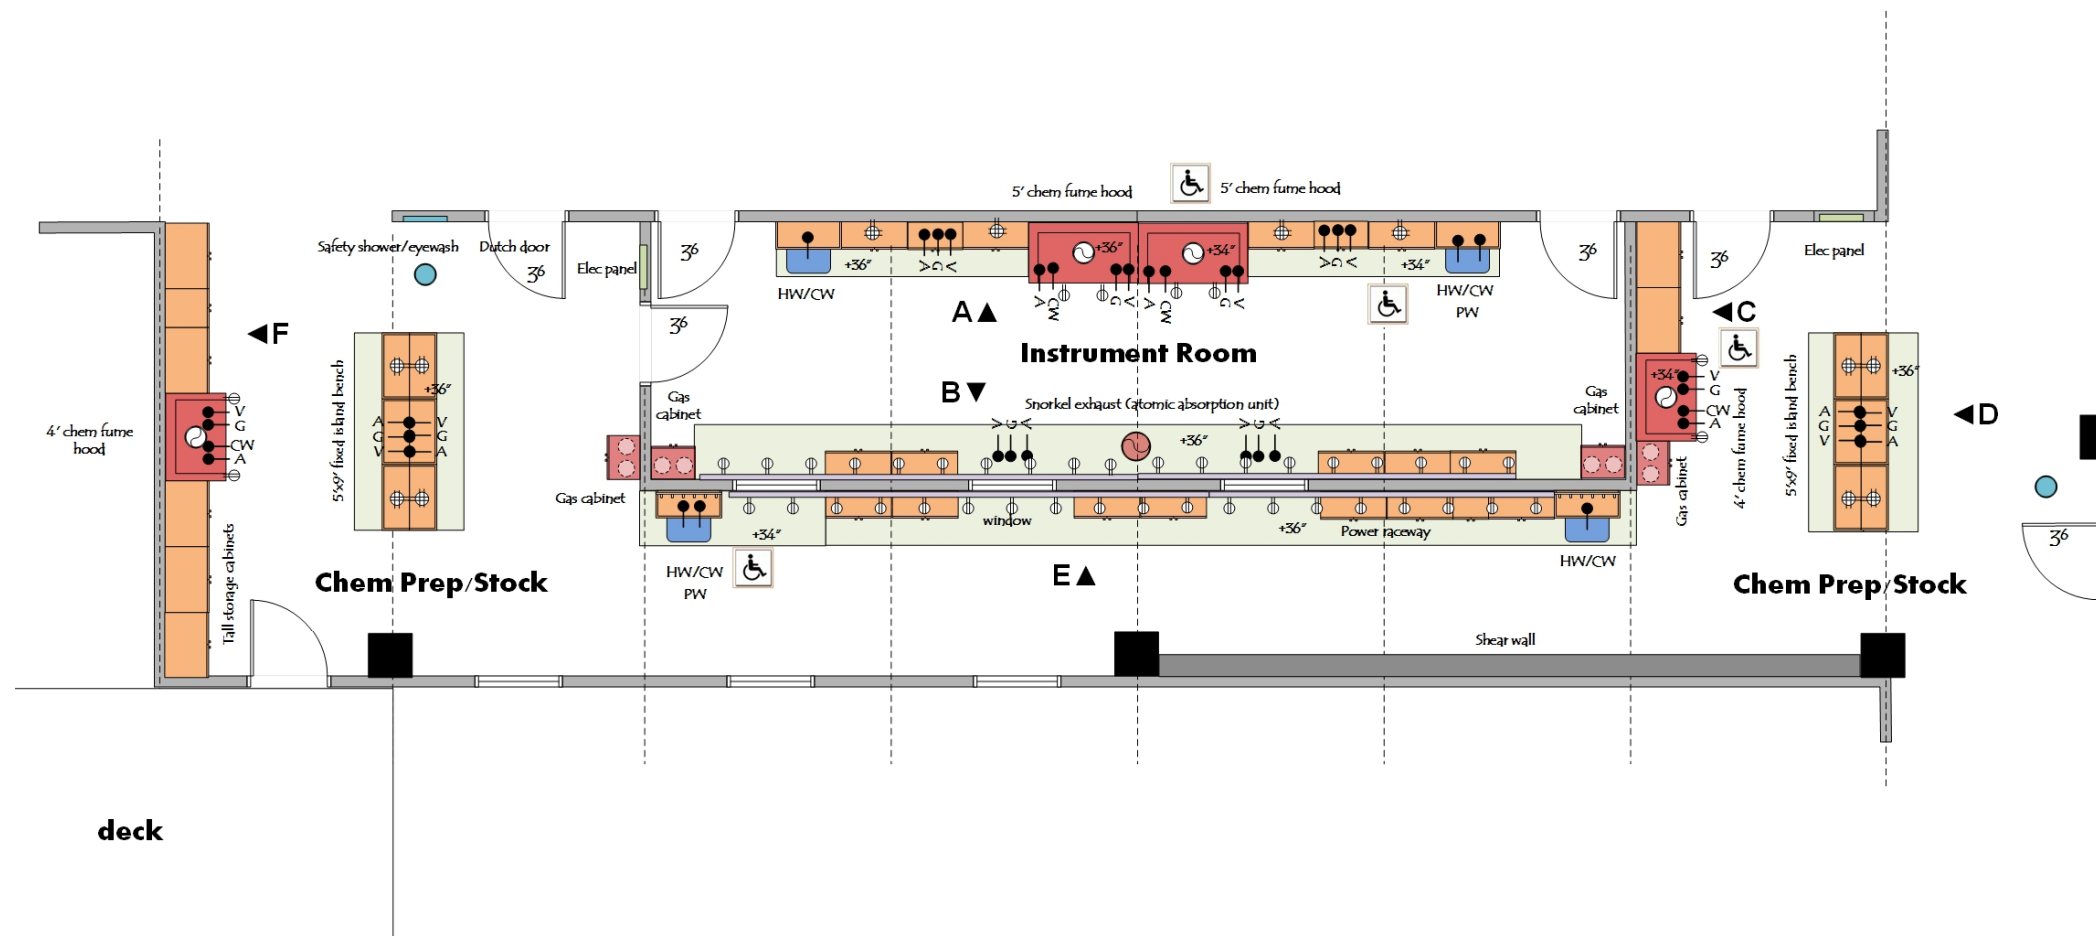 5' chem fume hood
5' chem fume hood
Safety shower/eyewash
Dutch door
36
Elec panel
36
+36"
A
G
V
HW/CW
+36"
A
CW
G
V
+34"
A
CW
G
V
A
G
V
+34"
HW/CW
PW
36
36
Elec panel
A
F
36
C
Instrument Room
B
Snorkel exhaust (atomic absorption unit)
4' chem fume
hood
V
G
CW
A
5'x9' fixed island bench
+36"
A
G
V
V
G
A
Gas
cabinet
Gas cabinet
V
G
A
+36"
V
G
A
Gas
cabinet
+34"
V
G
CW
A
4' chem fume hood
Gas cabinet
5'x9' fixed island bench
+36"
A
G
V
V
G
A
D
36
Tall storage cabinets
+34"
window
+36"
Power raceway
HW/CW
PW
HW/CW
E
Chem Prep/Stock
Chem Prep/Stock
Shear wall
deck